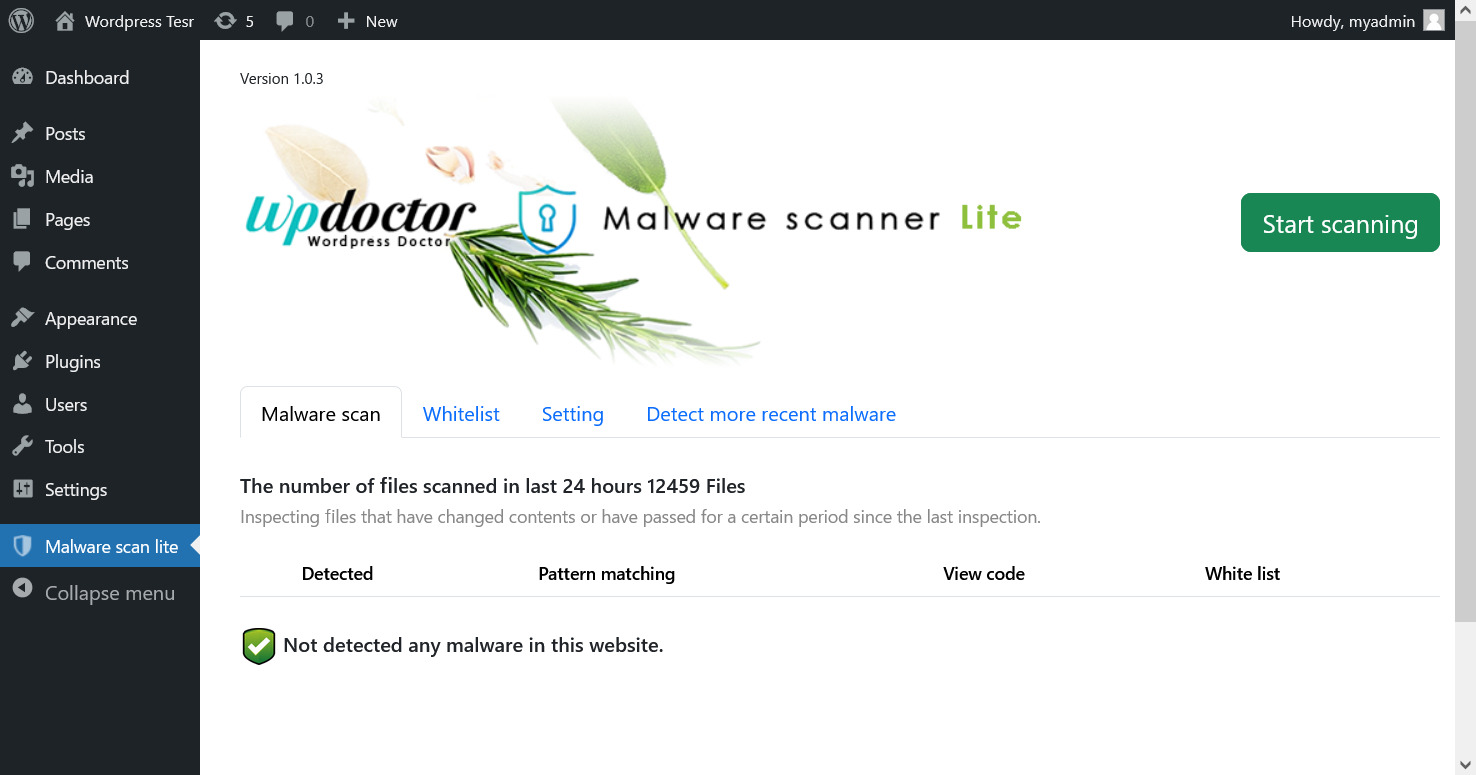 Wordpress Tesr 5 0 New Howdy, myadmin
Dashboard
Posts
Media
Pages
Comments
Appearance
Plugins
Users
Tools
Settings
Malware scan lite
Collapse menu
Version 1.0.3
wpdoctor Malware scanner Lite
Wordpress Doctor
Start scanning
Malware scan Whitelist Setting Detect more recent malware
The number of files scanned in last 24 hours 12459 Files
Inspecting files that have changed contents or have passed for a certain period since the last inspection.
Detected Pattern matching View code White list
Not detected any malware in this website.